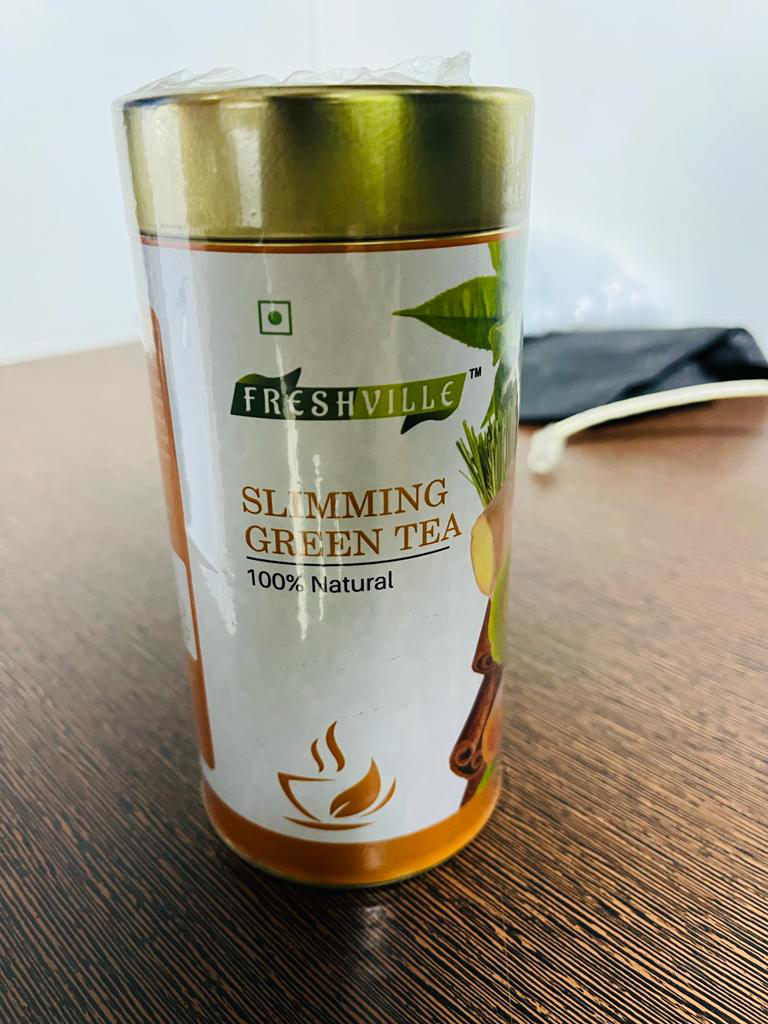 FRESHVILLE™
SLIMMING
GREEN TEA
100% Natural